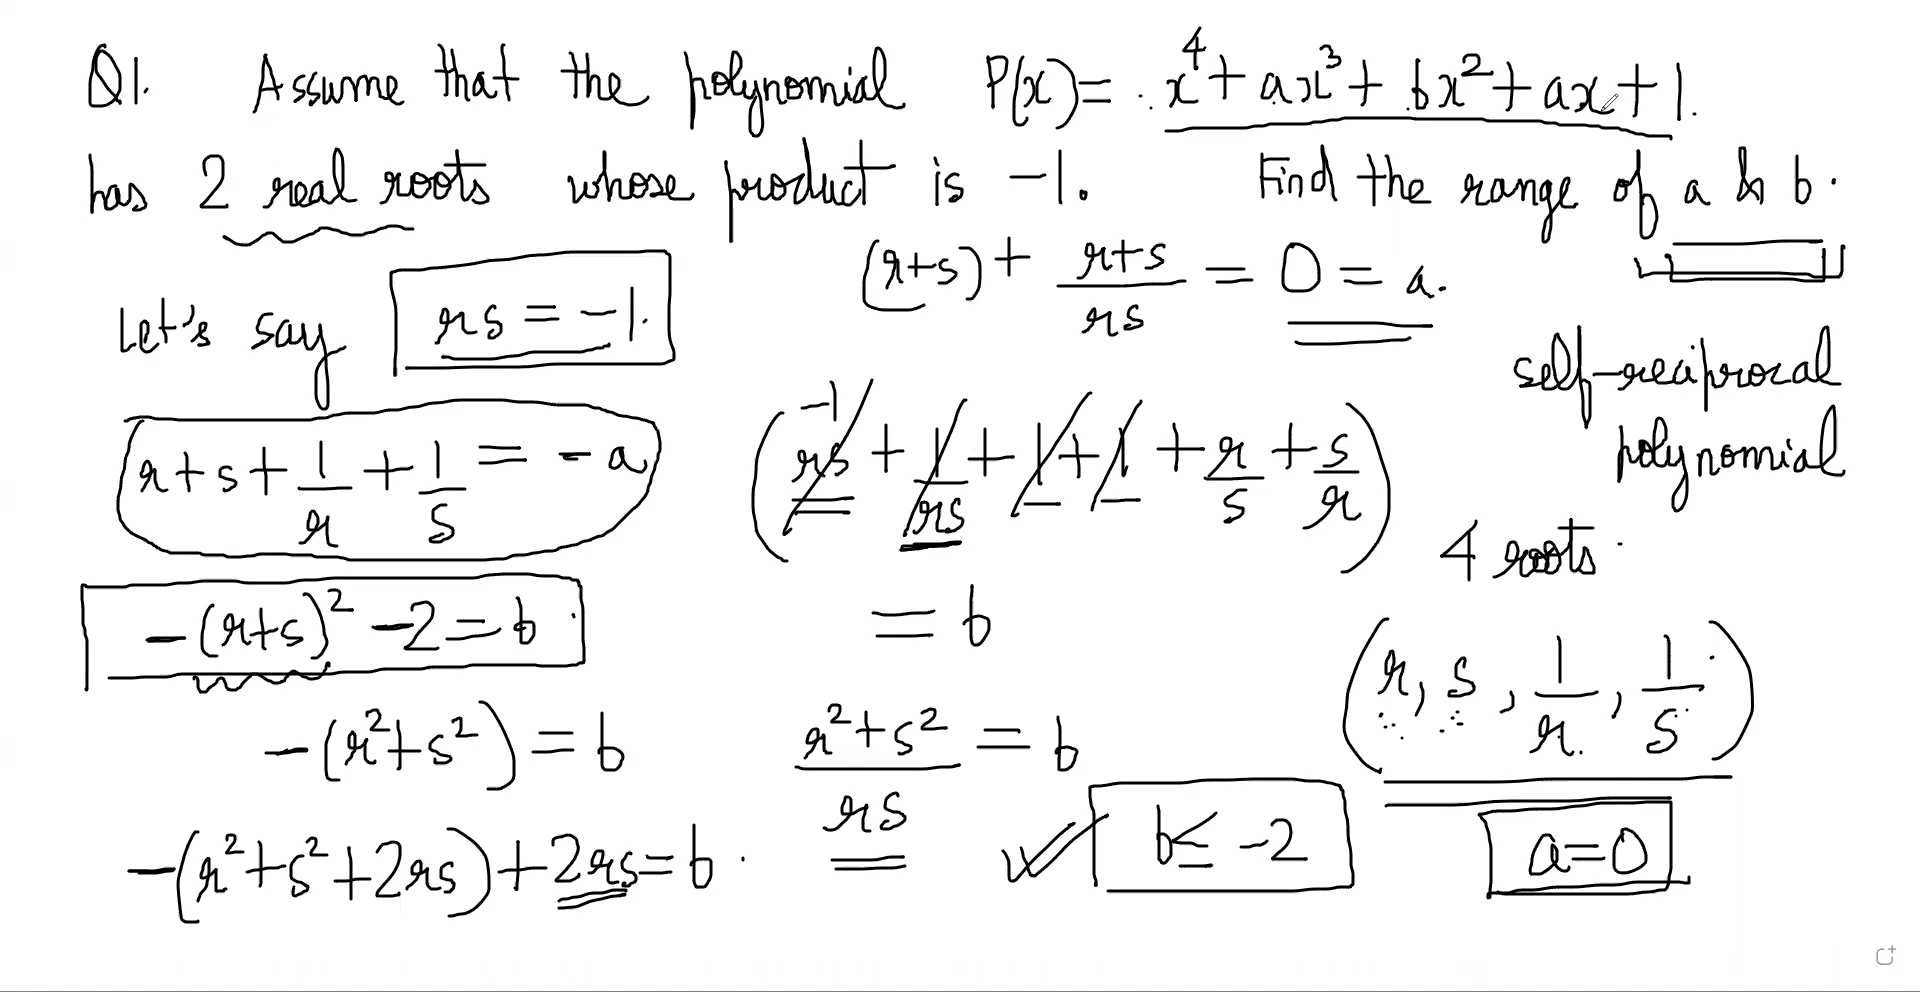 Q1. Assume that the polynomial P(x) = x⁴ + ax³ + bx² + ax + 1.
has 2 real roots whose product is -1. Find the range of a & b.
Let's say rs = -1.
r + s + 1/r + 1/s = -a
-(r+s)² - 2 = b
-(r² + s²) = b
-(r² + s² + 2rs) + 2rs = b.
(r+s) + (r+s)/rs = 0 = a.
-1
(rs + 1/rs + 1 + 1 + r/s + s/r)
= b
(r² + s²)/rs = b
b ≤ -2
self-reciprocal
polynomial
4 roots.
(r, s, 1/r, 1/s)
a = 0